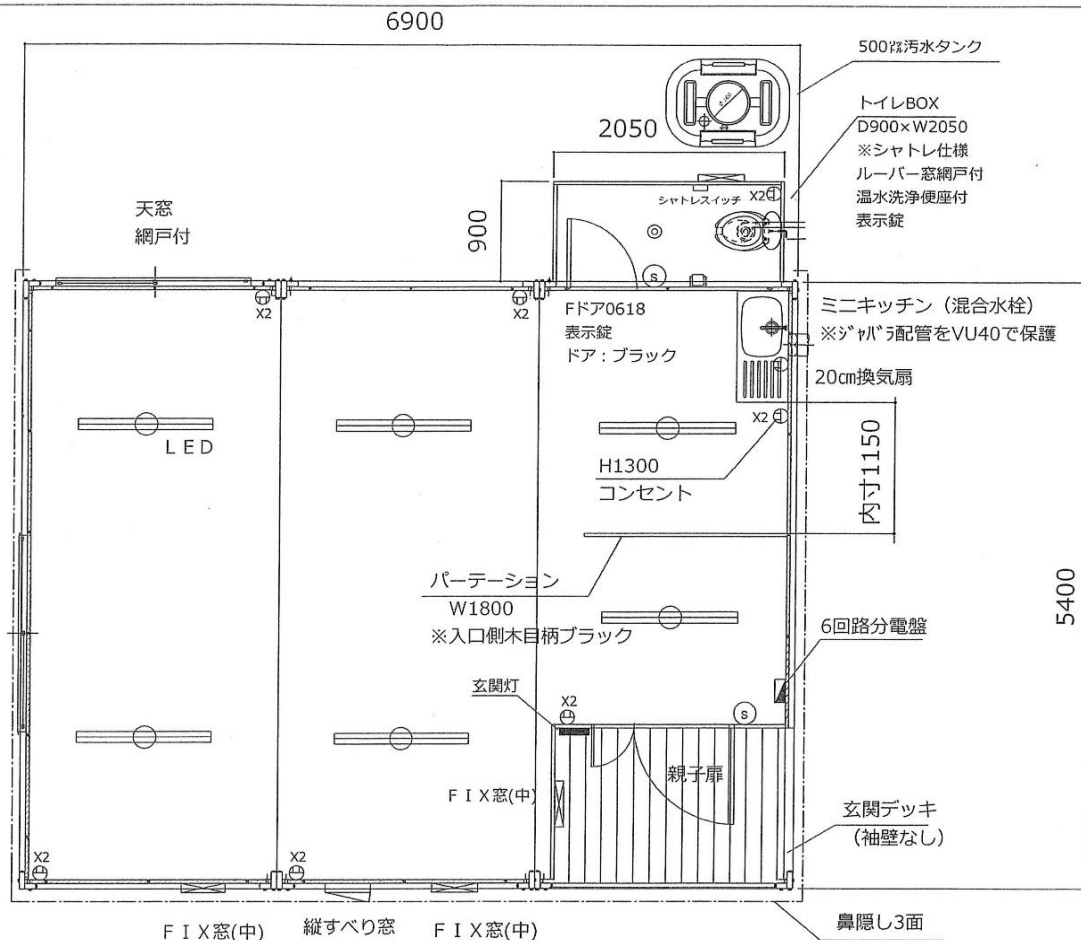 6900
500㍑汚水タンク
2050
トイレBOX
D900×W2050
※シャトレ仕様
ルーバー窓網戸付
温水洗浄便座付
表示錠
シャトレスイッチ
X2
天窓
網戸付
900
S
X2
X2
Fドア0618
表示錠
ドア：ブラック
ミニキッチン（混合水栓）
※ｼﾞｬﾊﾞﾗ配管をVU40で保護
20㎝換気扇
X2
LED
H1300
コンセント
内寸1150
パーテーション
W1800
※入口側木目柄ブラック
5400
6回路分電盤
玄関灯
X2
S
親子扉
FIX窓(中)
玄関デッキ
(袖壁なし)
X2
X2
FIX窓(中)
縦すべり窓
FIX窓(中)
鼻隠し3面